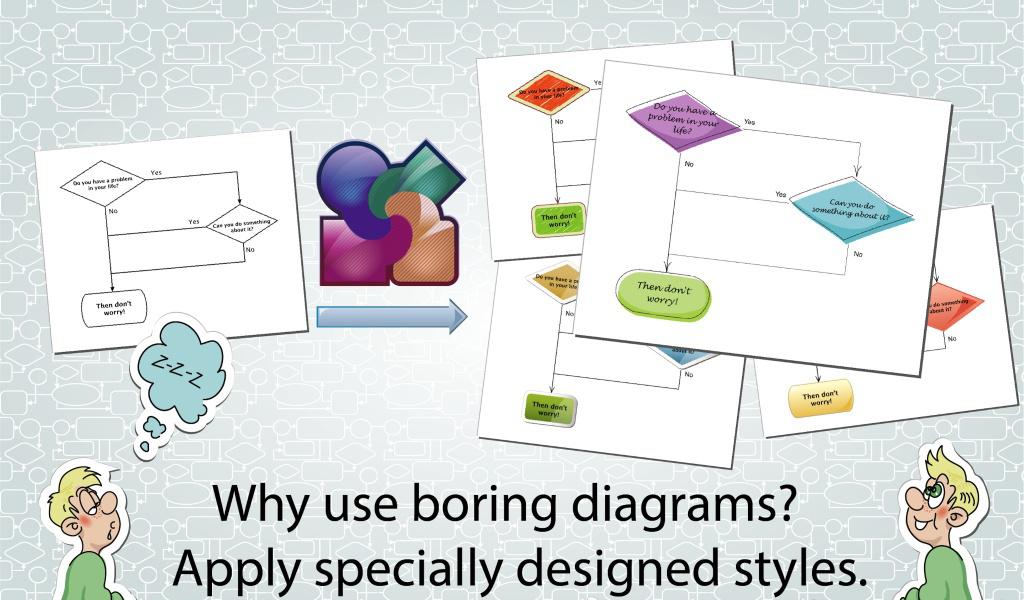 Do you have a problem
in your life?
Yes
No
Yes
Can you do something
about it?
No
Then don't
worry!
Z-Z-Z
Do you have a problem
in your life?
Ye
No
Then don't
worry!
Do you have a
problem in your
life?
Yes
No
Yes
Can you do
something about it?
No
Then don't
worry!
Do you have a p
in your life
No
about it?
No
Then don't
worry!
do something
about it?
No
Then don't
worry!
Why use boring diagrams?
Apply specially designed styles.